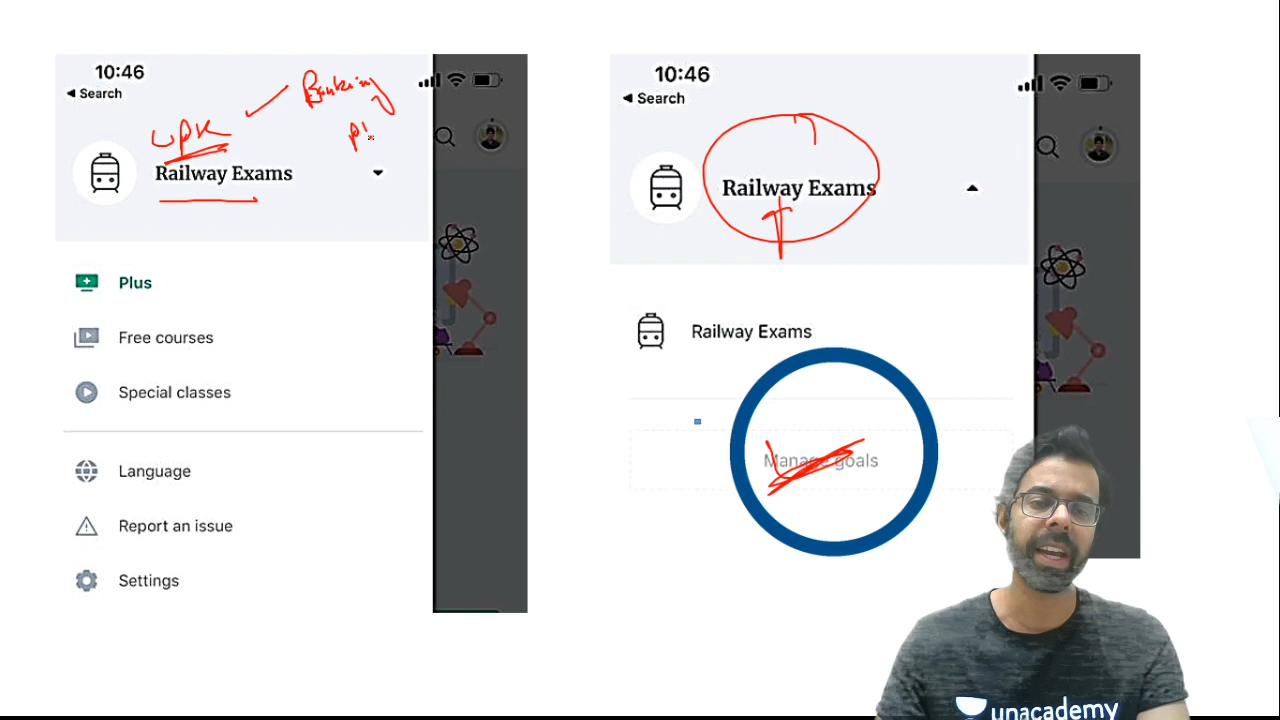 10:46
Search
UPSC
Banking
Railway Exams
Plus
Free courses
Special classes
Language
Report an issue
Settings
10:46
Search
Railway Exams
Railway Exams
Manage goals
unacademy